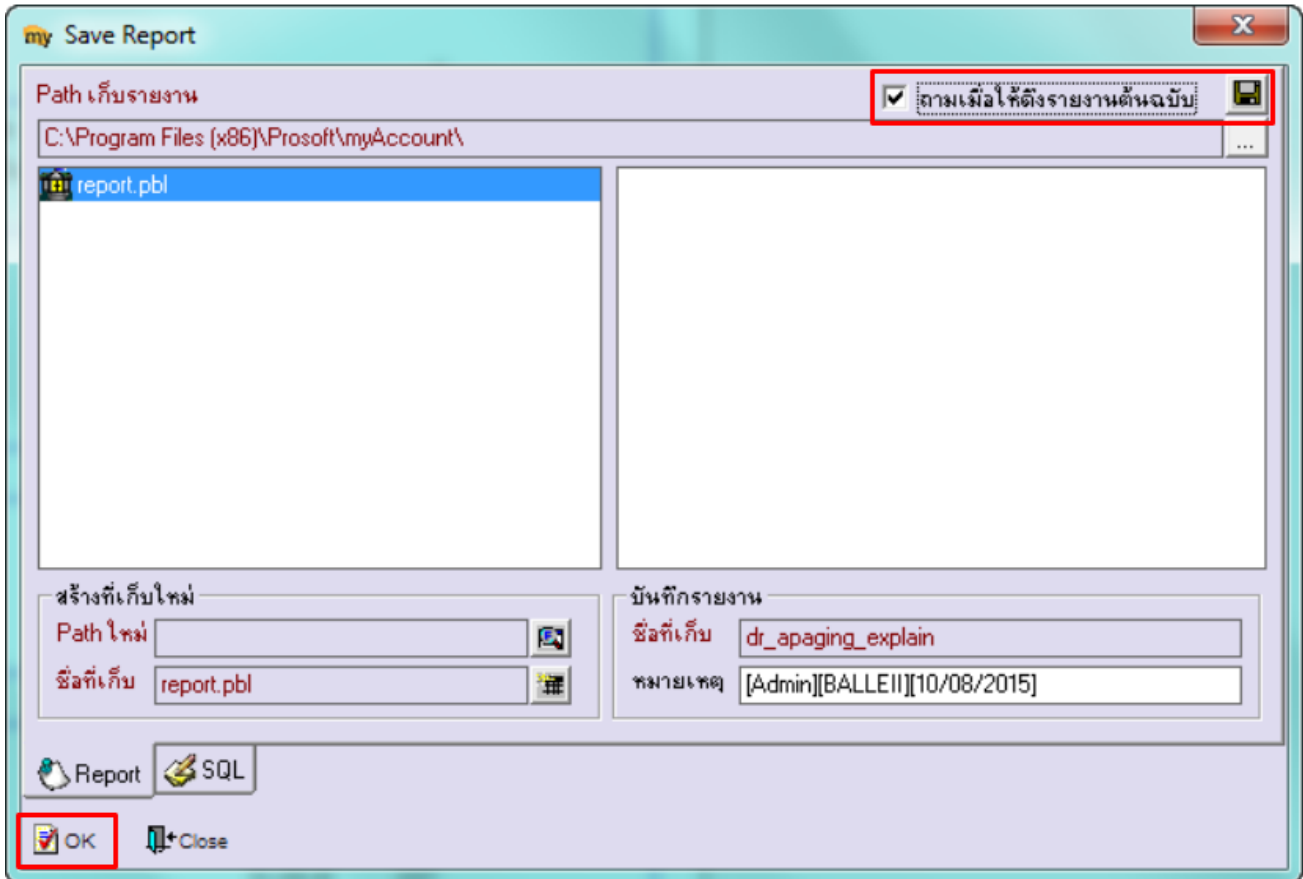 my Save Report
Path เก็บรายงาน
ถามเมื่อให้ดึงรายงานต้นฉบับ
C:\Program Files (x86)\Prosoft\myAccount\
...
report.pbl
สร้างที่เก็บใหม่
Path ใหม่
ชื่อที่เก็บ report.pbl
บันทึกรายงาน
ชื่อที่เก็บ dr_apaging_explain
หมายเหตุ [Admin][BALLEII][10/08/2015]
Report SQL
OK Close